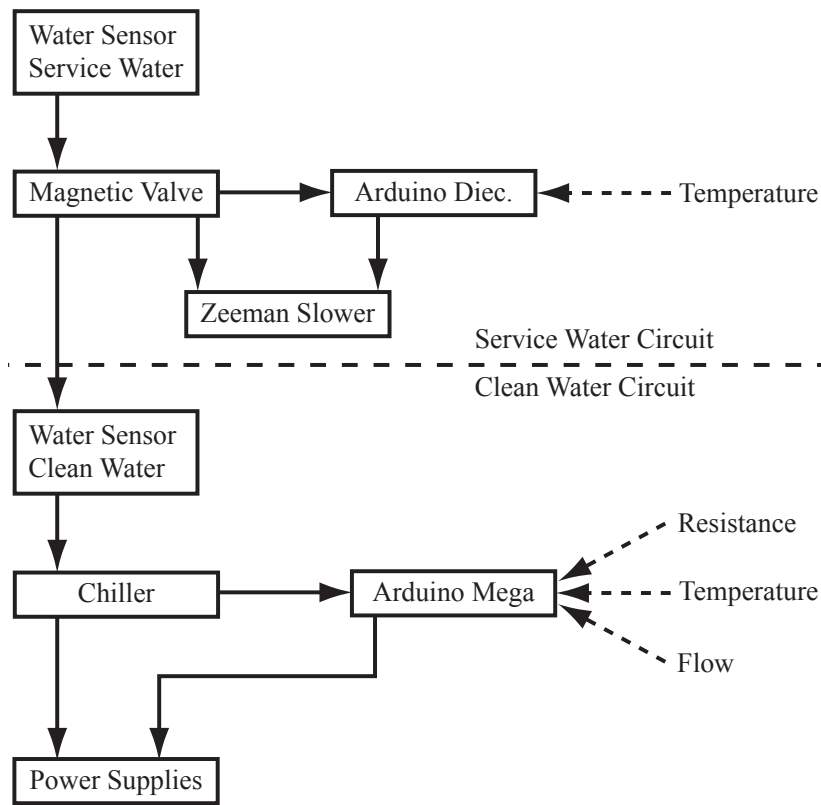 Water Sensor
Service Water
Magnetic Valve
Arduino Diec.
Temperature
Zeeman Slower
Service Water Circuit
Clean Water Circuit
Water Sensor
Clean Water
Resistance
Chiller
Arduino Mega
Temperature
Flow
Power Supplies